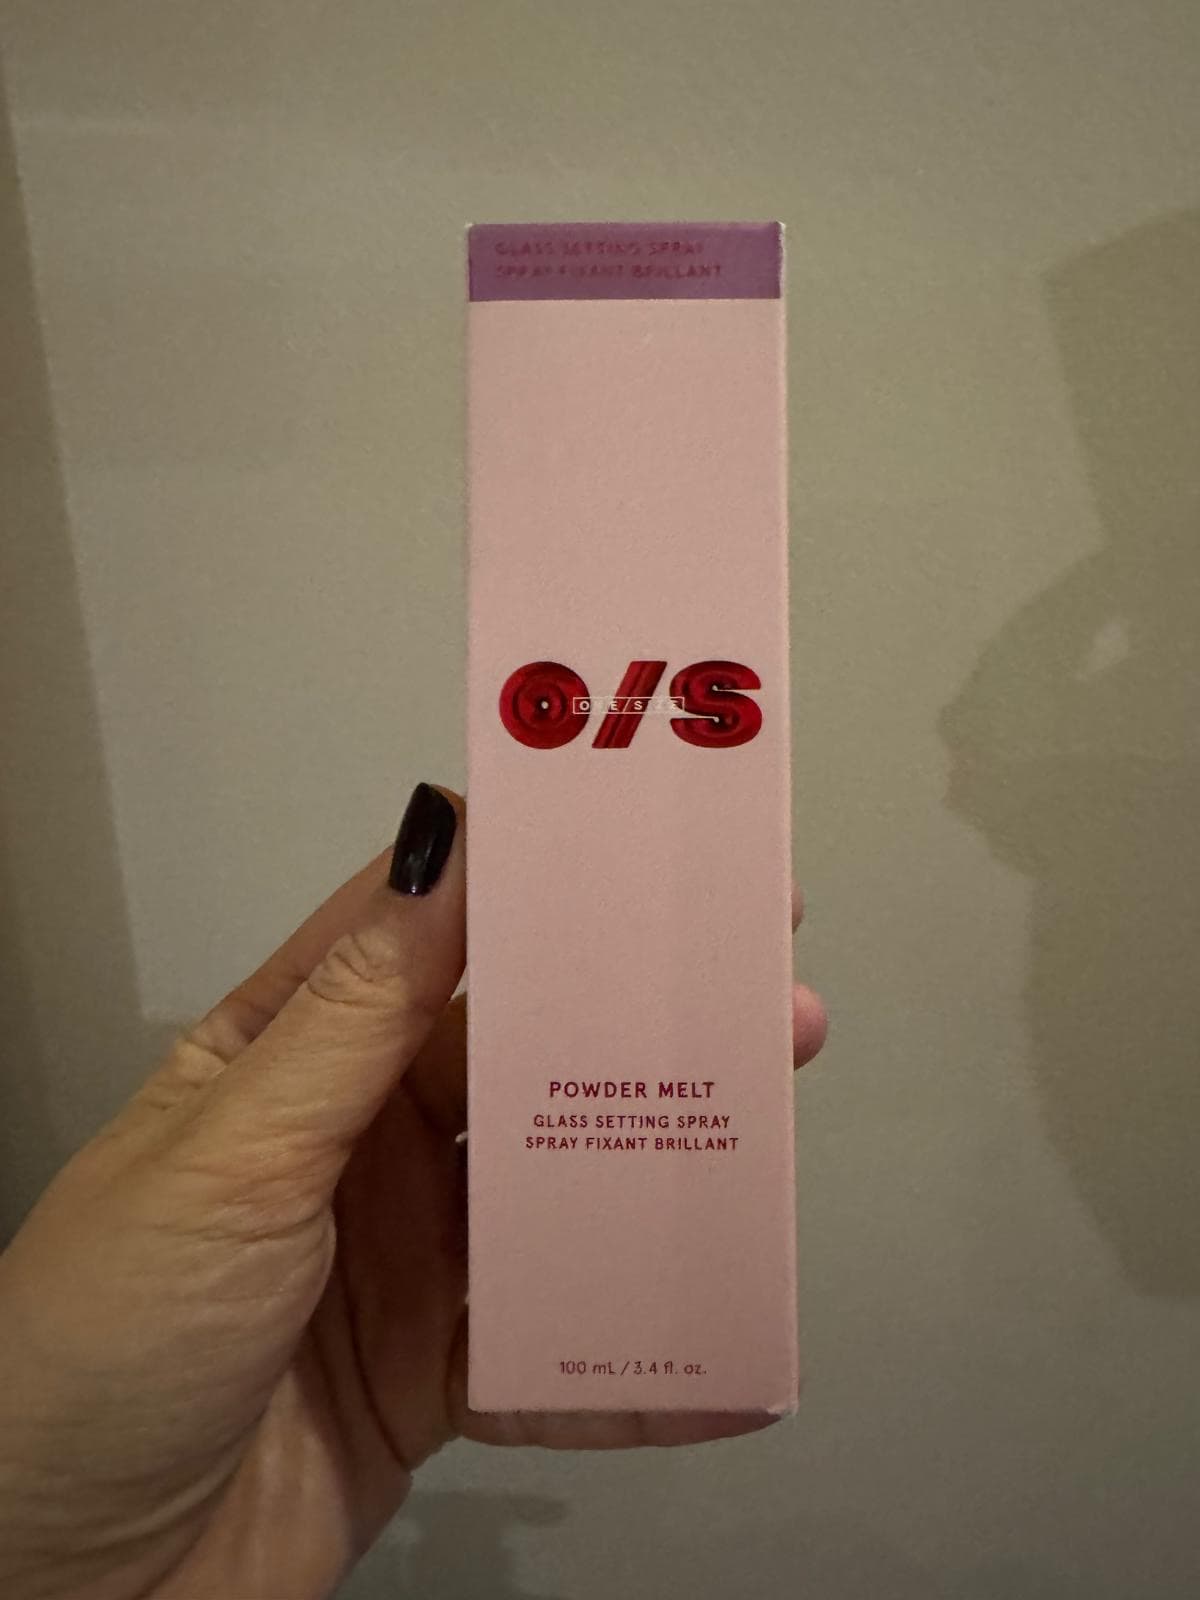 GLASS SETTING SPRAY
SPRAY FIXANT BRILLANT
O/S
ONE/SIZE
POWDER MELT
GLASS SETTING SPRAY
SPRAY FIXANT BRILLANT
100 mL / 3.4 fl. oz.